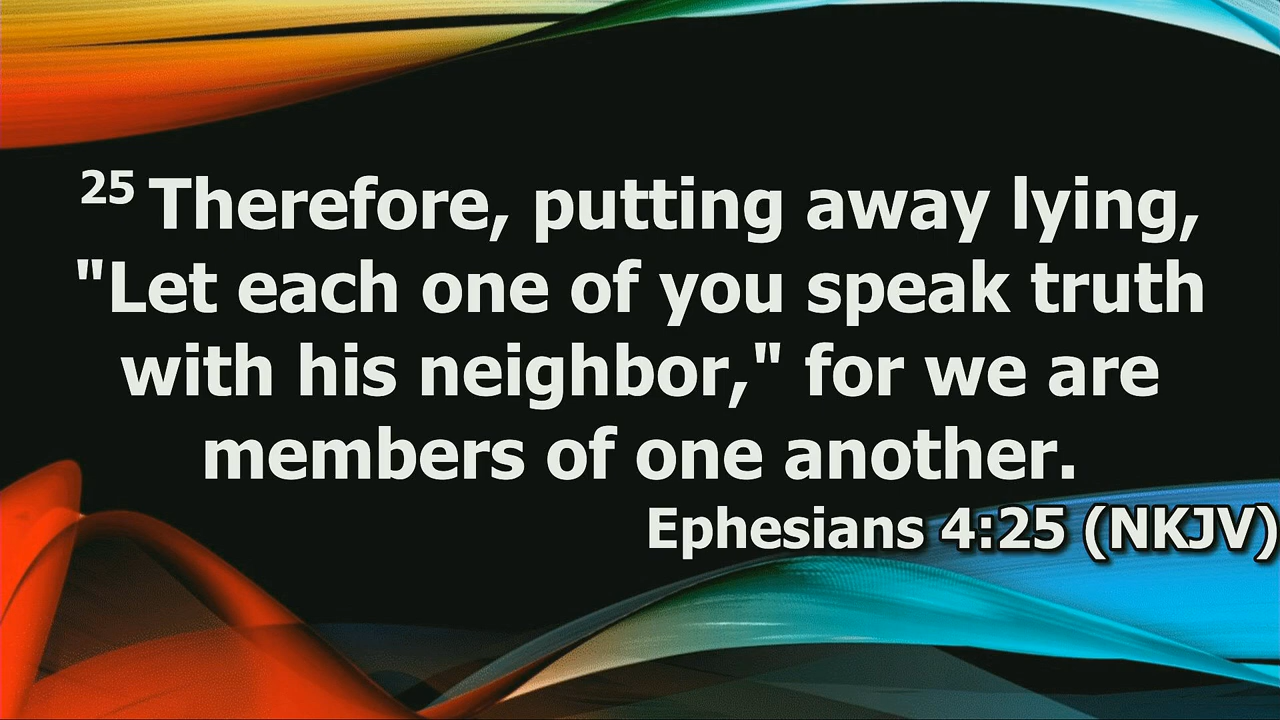 25 Therefore, putting away lying,
"Let each one of you speak truth
with his neighbor," for we are
members of one another.
Ephesians 4:25 (NKJV)